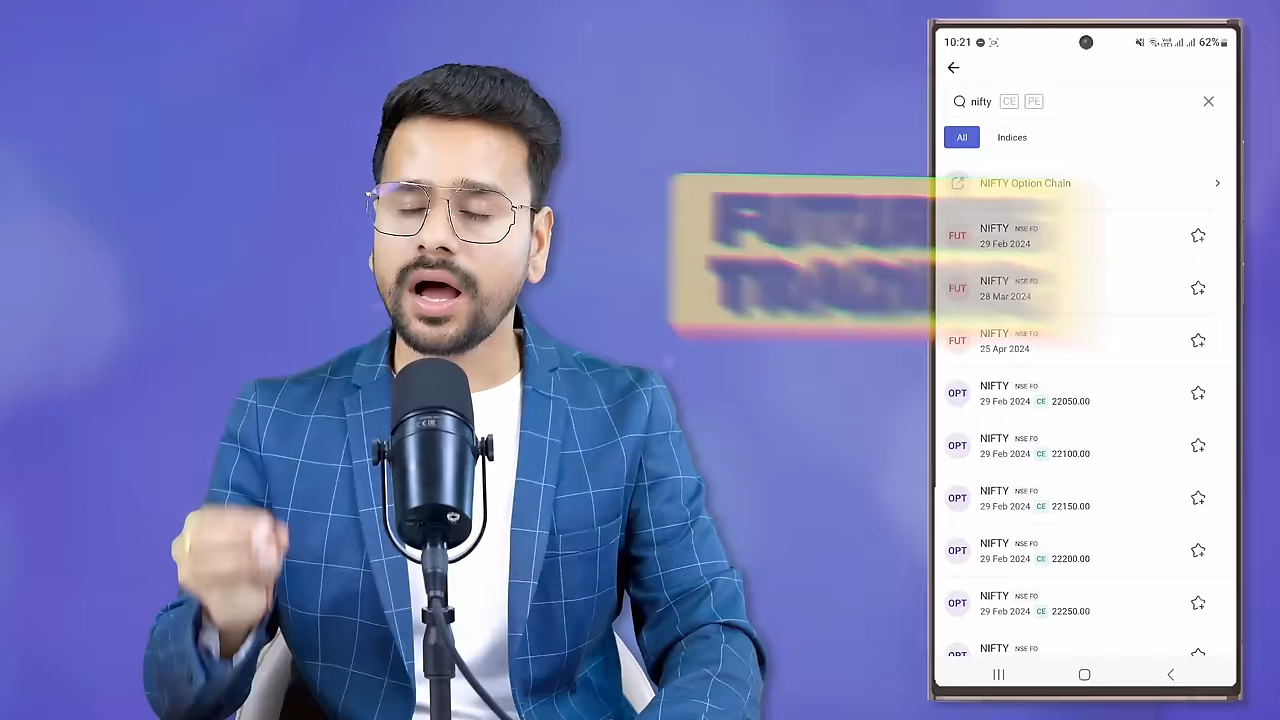 10:21
62%
nifty CE PE
All Indices
NIFTY Option Chain
FUT NIFTY NSE FO
29 Feb 2024
FUT NIFTY NSE FO
28 Mar 2024
FUT NIFTY NSE FO
25 Apr 2024
OPT NIFTY NSE FO
29 Feb 2024 CE 22050.00
OPT NIFTY NSE FO
29 Feb 2024 CE 22100.00
OPT NIFTY NSE FO
29 Feb 2024 CE 22150.00
OPT NIFTY NSE FO
29 Feb 2024 CE 22200.00
OPT NIFTY NSE FO
29 Feb 2024 CE 22250.00
OPT NIFTY NSE FO